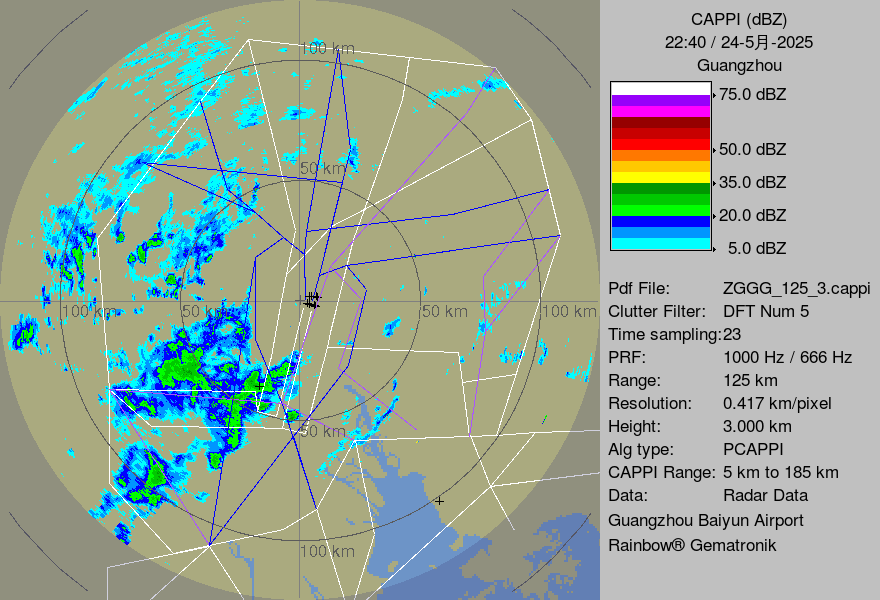 CAPPI (dBZ)
22:40 / 24-5月-2025
Guangzhou
75.0 dBZ
50.0 dBZ
35.0 dBZ
20.0 dBZ
5.0 dBZ
Pdf File: ZGGG_125_3.cappi
Clutter Filter: DFT Num 5
Time sampling:23
PRF: 1000 Hz / 666 Hz
Range: 125 km
Resolution: 0.417 km/pixel
Height: 3.000 km
Alg type: PCAPPI
CAPPI Range: 5 km to 185 km
Data: Radar Data
Guangzhou Baiyun Airport
Rainbow® Gematronik
100 km
50 km
100 km 50 km 50 km 100 km
50 km
100 km